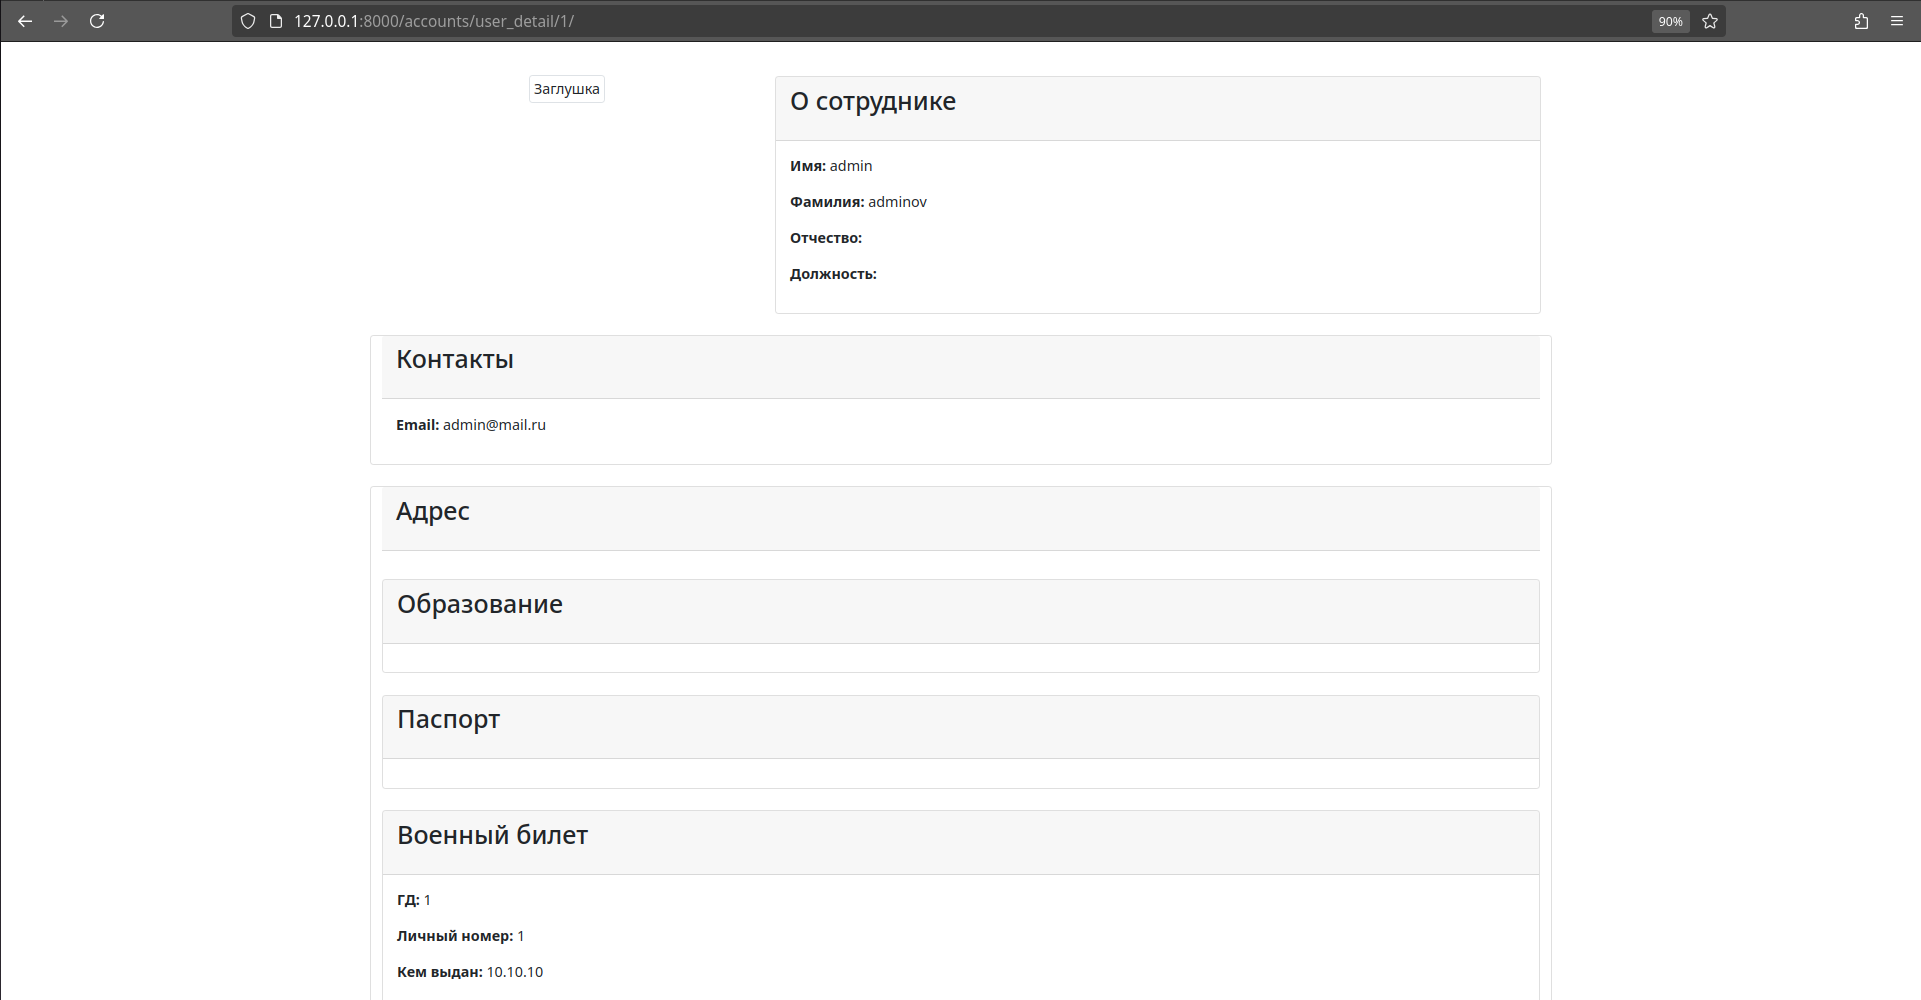 127.0.0.1:8000/accounts/user_detail/1/
90%
Заглушка
О сотруднике
Имя: admin
Фамилия: adminov
Отчество:
Должность:
Контакты
Email: admin@mail.ru
Адрес
Образование
Паспорт
Военный билет
ГД: 1
Личный номер: 1
Кем выдан: 10.10.10